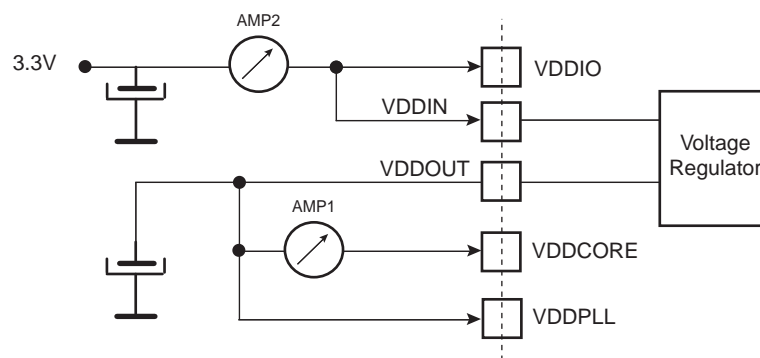 AMP2
3.3V
VDDIO
VDDIN
Voltage
Regulator
VDDOUT
AMP1
VDDCORE
VDDPLL